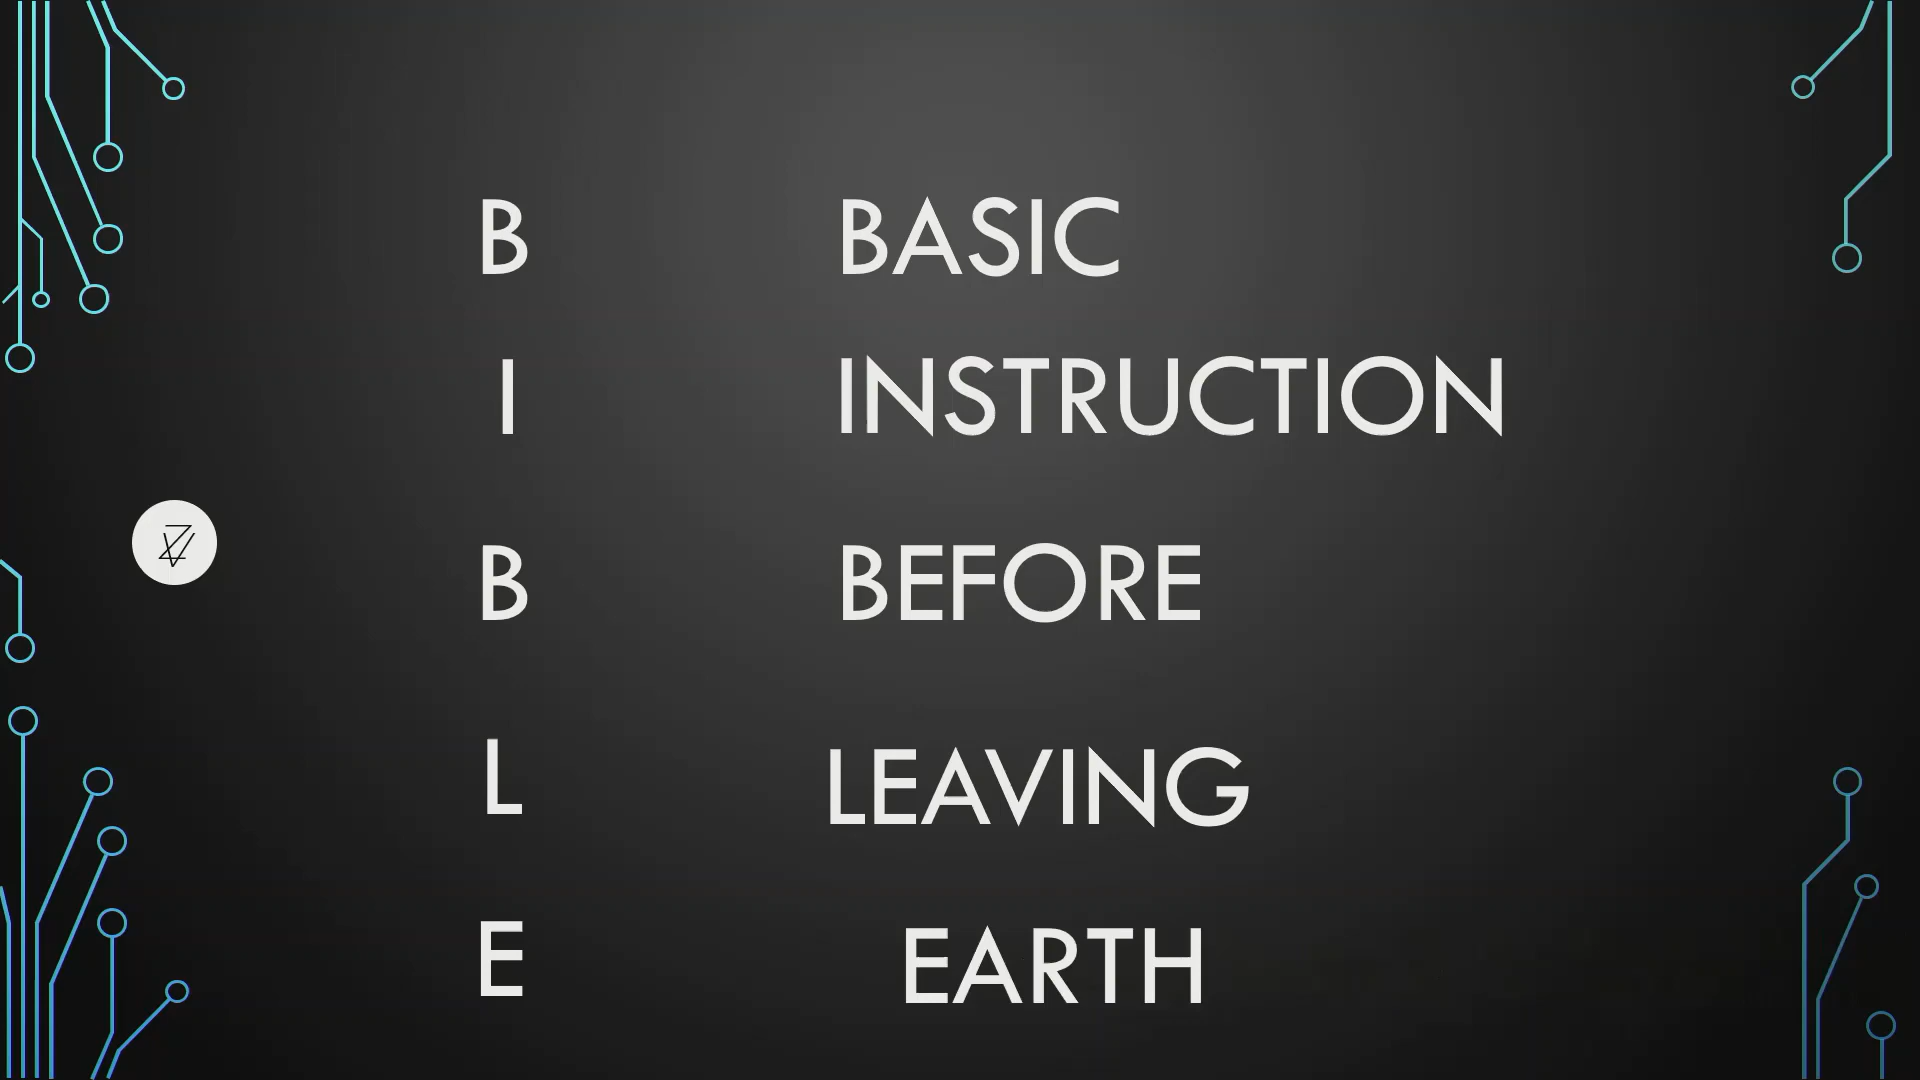 B BASIC
I INSTRUCTION
B BEFORE
L LEAVING
E EARTH